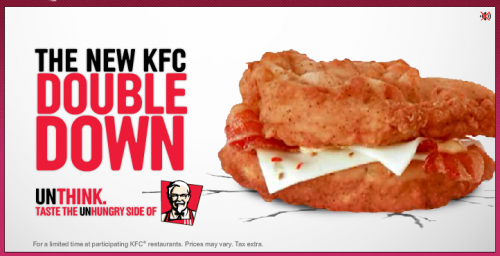 THE NEW KFC
DOUBLE
DOWN
UNTHINK.
TASTE THE UNHUNGRY SIDE OF
For a limited time at participating KFC® restaurants. Prices may vary. Tax extra.